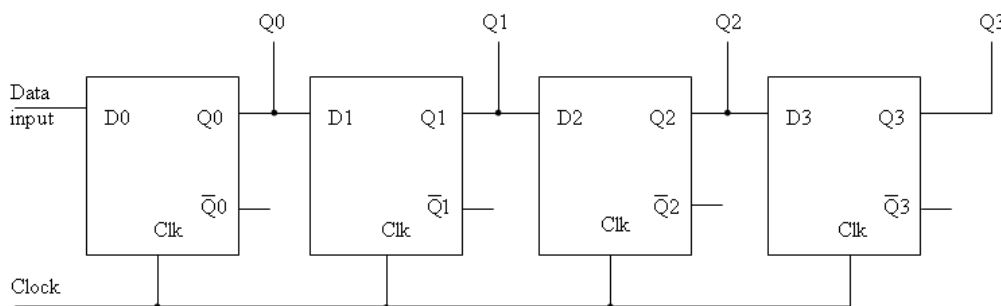 Q0
Q1
Q2
Q3
Data
input
D0
Q0
D1
Q1
D2
Q2
D3
Q3
Q̅0
Q̅1
Q̅2
Q̅3
Clk
Clk
Clk
Clk
Clock